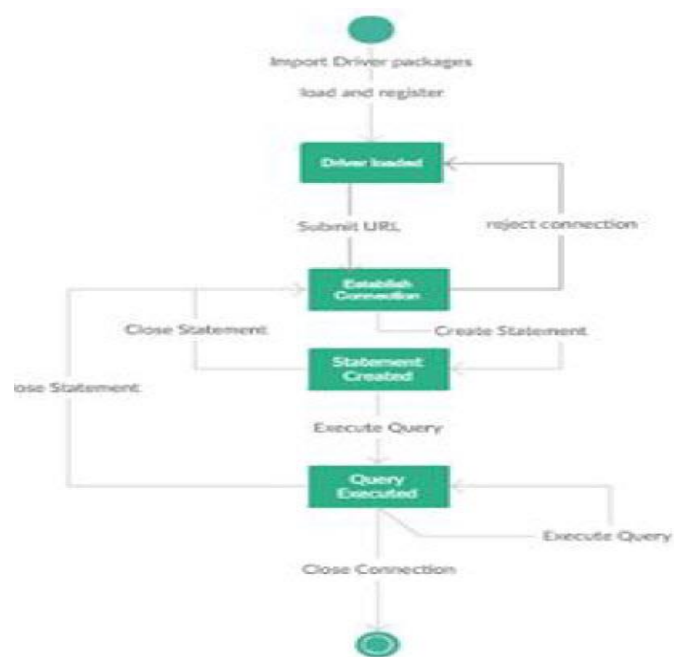 Import Driver packages
load and register
Driver loaded
Submit URL
reject connection
Establish
Connection
Close Statement
Create Statement
Statement
Created
lose Statement
Execute Query
Query
Executed
Execute Query
Close Connection